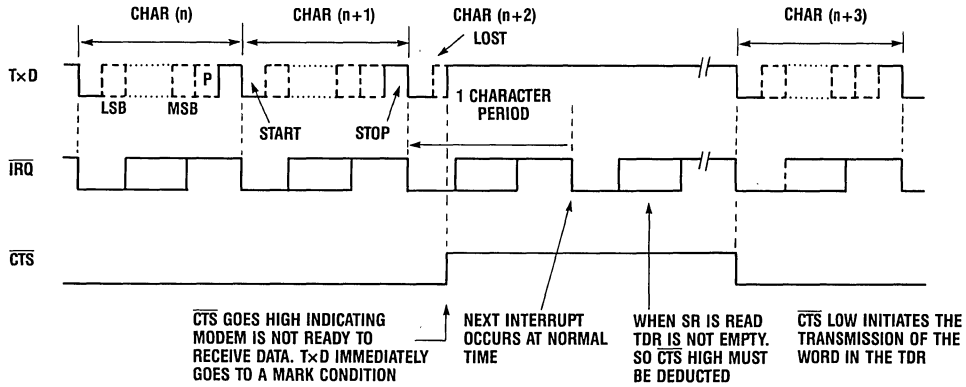 CHAR (n)
CHAR (n+1)
CHAR (n+2)
CHAR (n+3)
LOST
TxD
P
LSB
MSB
START
STOP
1 CHARACTER
PERIOD
IRQ
CTS
CTS GOES HIGH INDICATING
MODEM IS NOT READY TO
RECEIVE DATA. TxD IMMEDIATELY
GOES TO A MARK CONDITION
NEXT INTERRUPT
OCCURS AT NORMAL
TIME
WHEN SR IS READ
TDR IS NOT EMPTY.
SO CTS HIGH MUST
BE DEDUCTED
CTS LOW INITIATES THE
TRANSMISSION OF THE
WORD IN THE TDR